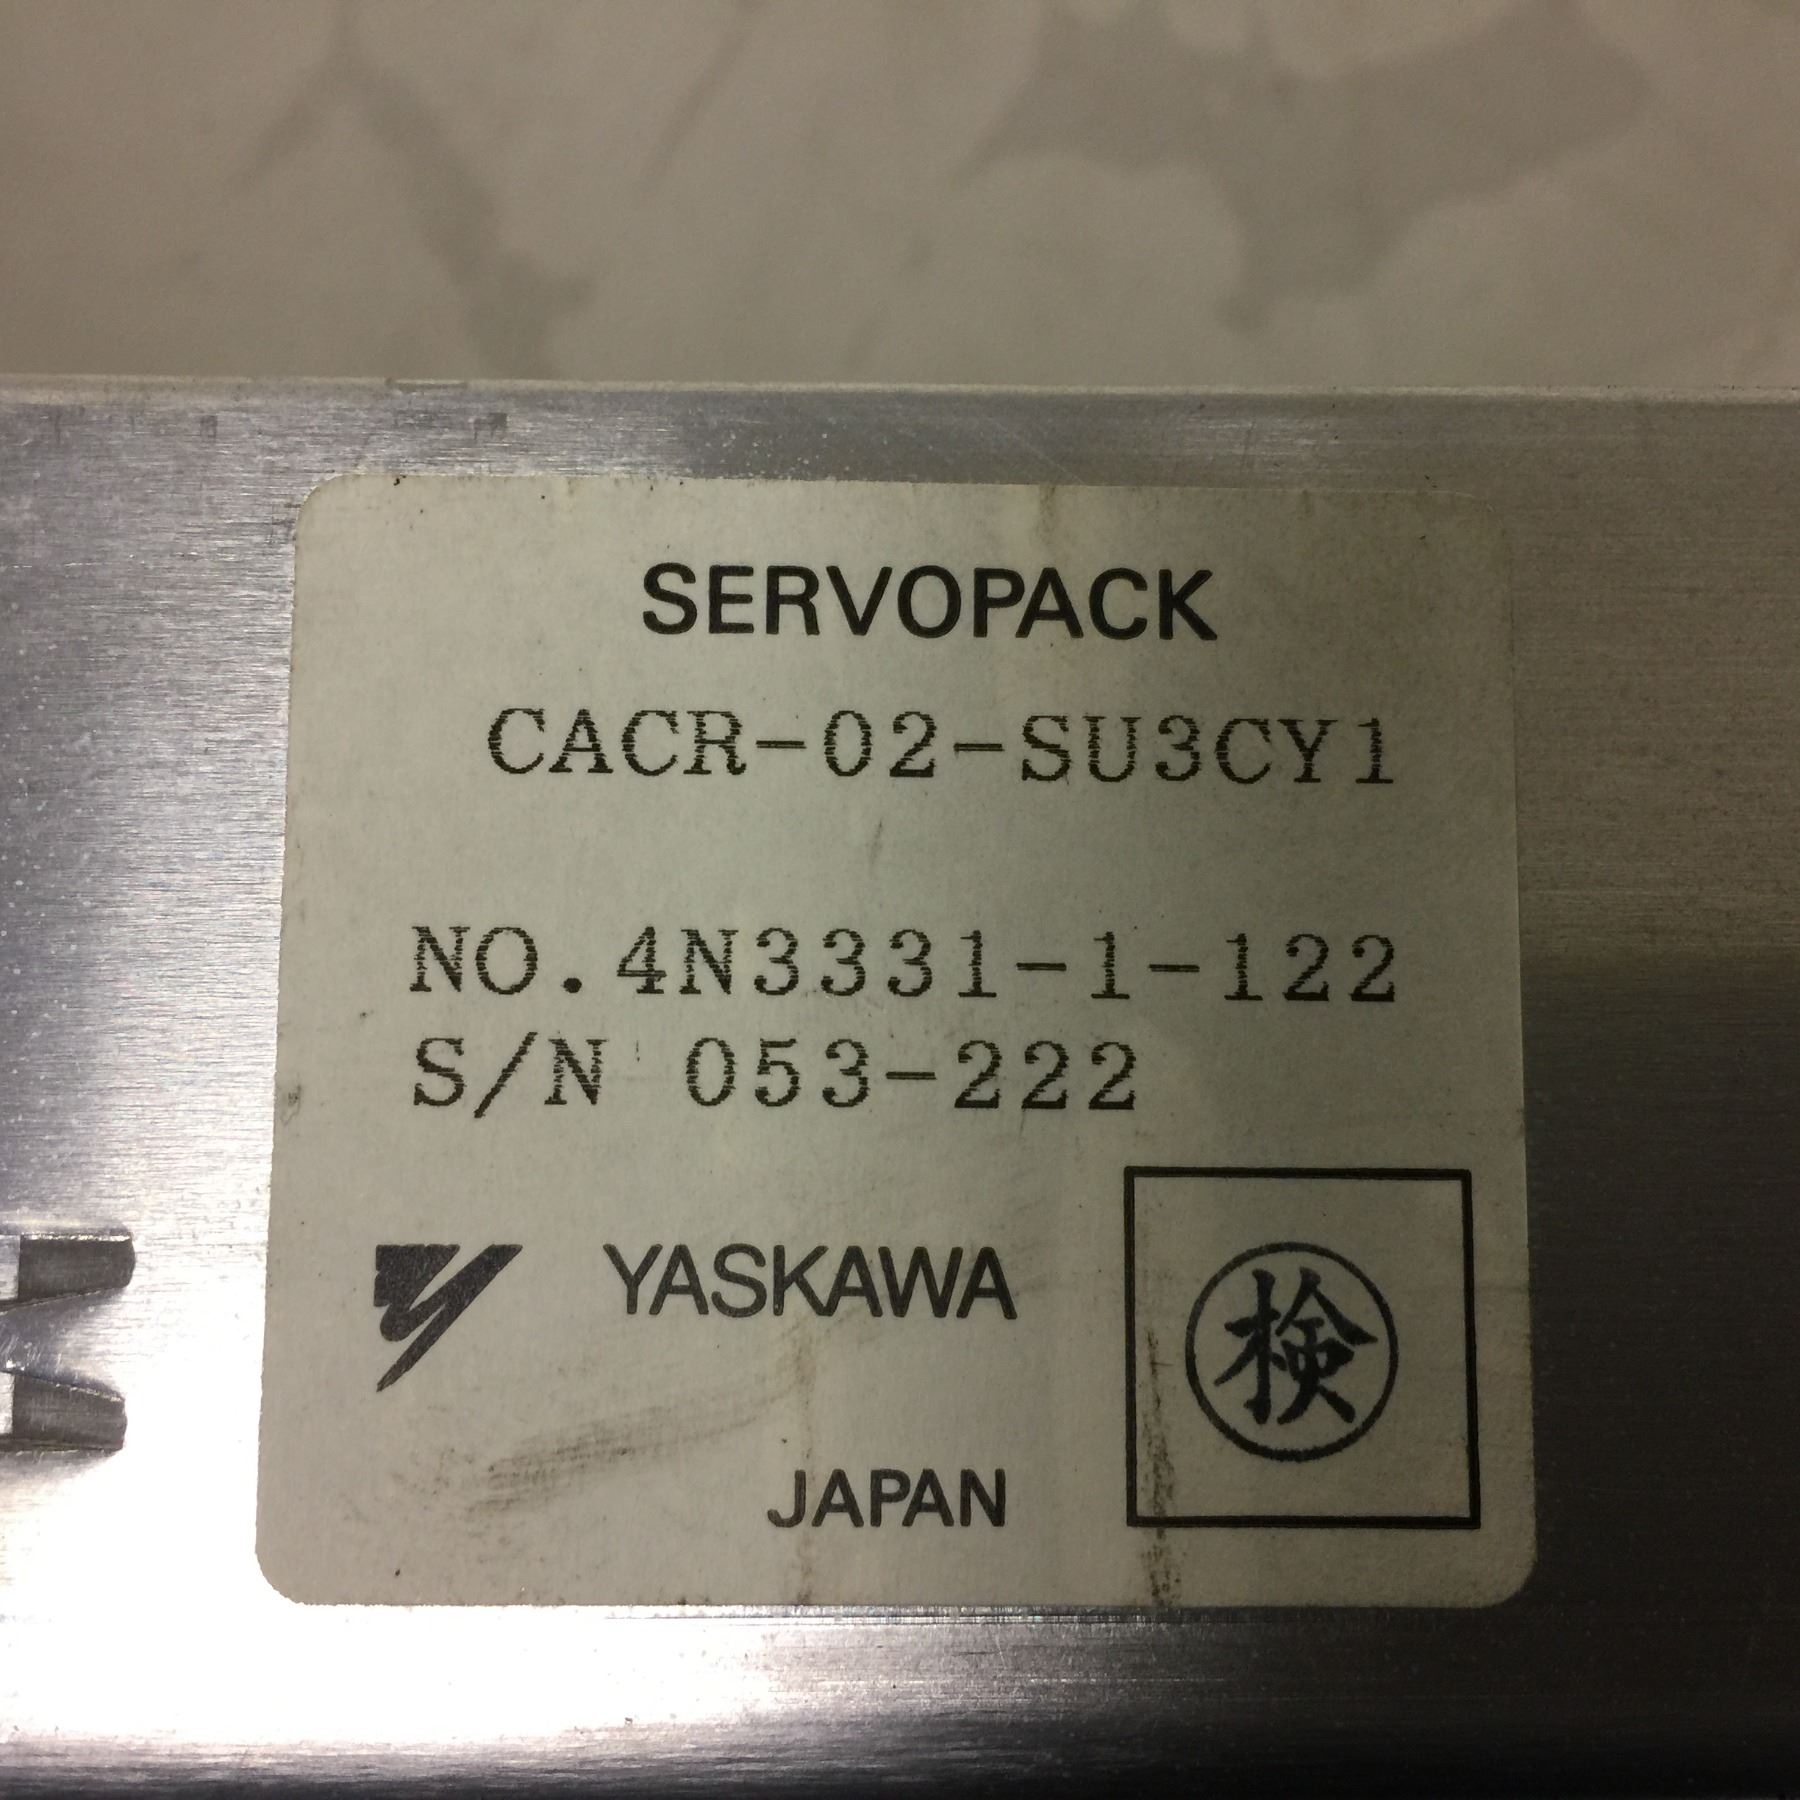 SERVOPACK
CACR-02-SU3CY1
NO.4N3331-1-122
S/N 053-222
YASKAWA
検
JAPAN